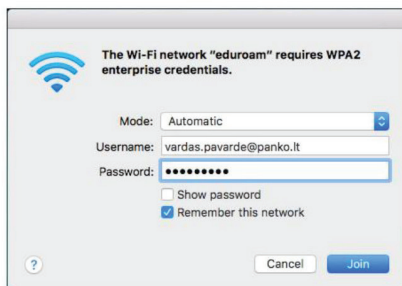 The Wi-Fi network “eduroam” requires WPA2
enterprise credentials.
Mode: Automatic
Username: vardas.pavarde@panko.lt
Password: •••••••••
Show password
Remember this network
? Cancel Join